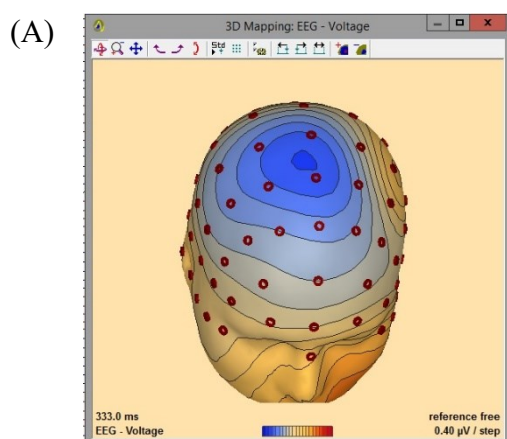 (A)
3D Mapping: EEG - Voltage
Std
333.0 ms
EEG - Voltage
reference free
0.40 µV / step